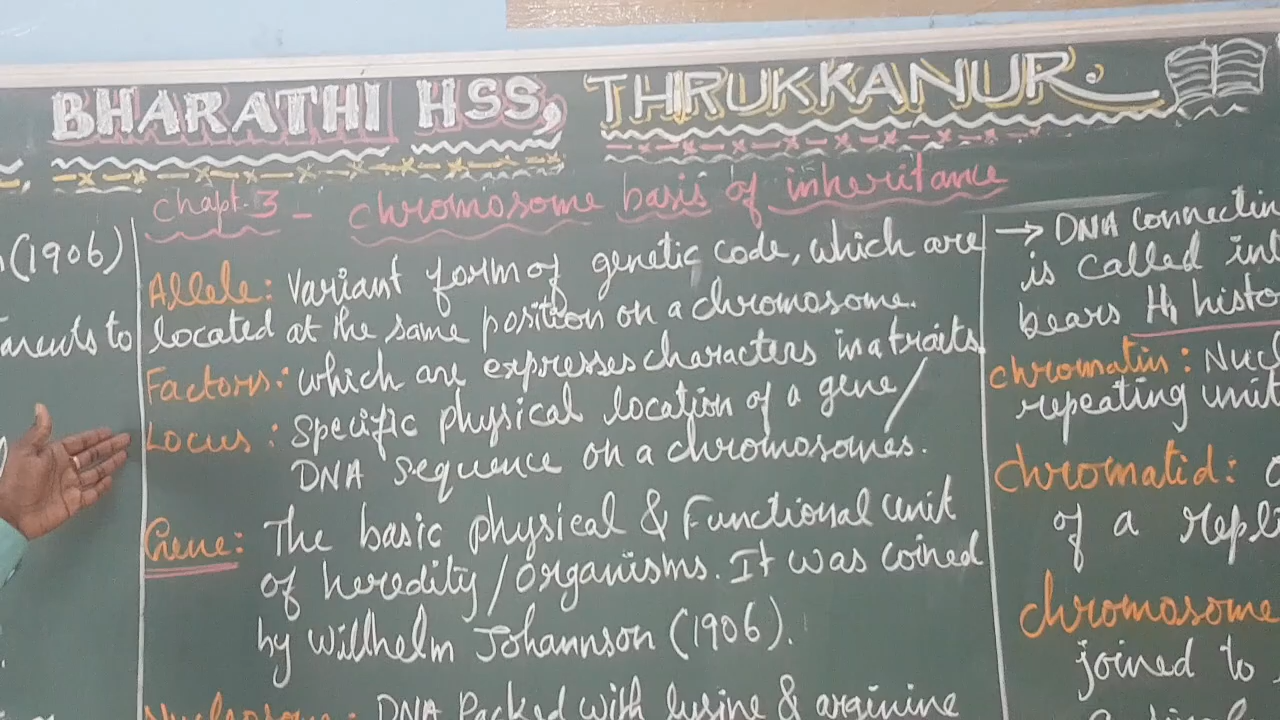 BHARATHI HSS, THRUKKANUR.
Chapt. 3 - Chromosome basis of inheritance
(1906)
Allele: Variant form of genetic code, which are
located at the same position on a chromosome.
Factors: which are expresses characters in a traits
Locus: Specific physical location of a gene/
DNA sequence on a chromosomes.
Gene: The basic physical & Functional unit
of heredity/organisms. It was coined
by Willhelm Johannson (1906).
DNA Packed with lysine & arginine
→ DNA connectin
is called int
bears H1 histo
chromatin: Nucl
repeating unit
chromatid:
of a repli
chromosome
joined to